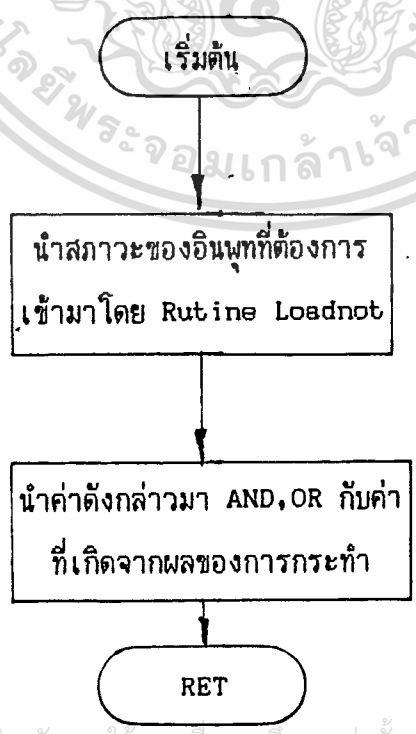 เริ่มต้น
นำสภาวะของอินพุทที่ต้องการ
เข้ามาโดย Rutine Loadnot
นำค่าดังกล่าวมา AND,OR กับค่า
ที่เกิดจากผลของการกระทำ
RET